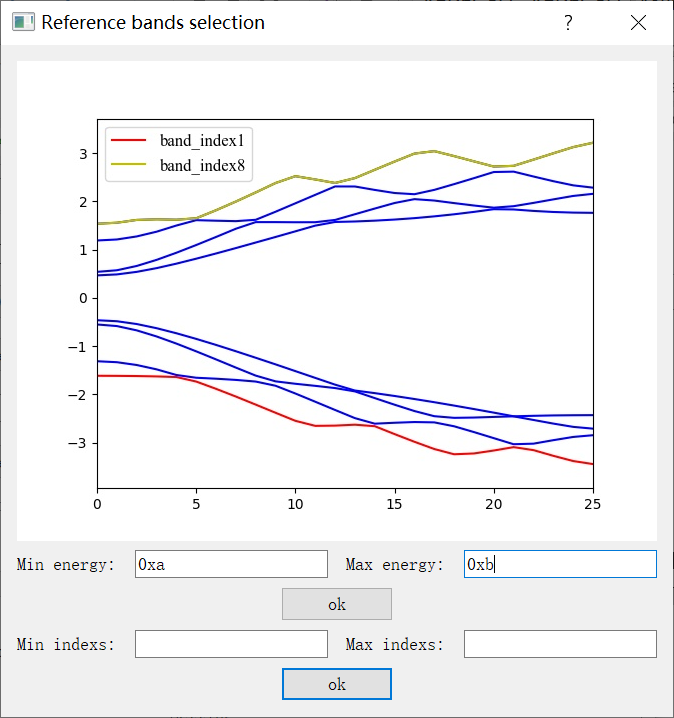 Reference bands selection
?
band_index1
band_index8
3
2
1
0
−1
−2
−3
0 5 10 15 20 25
Min energy: 0xa Max energy: 0xb
ok
Min indexs: Max indexs:
ok